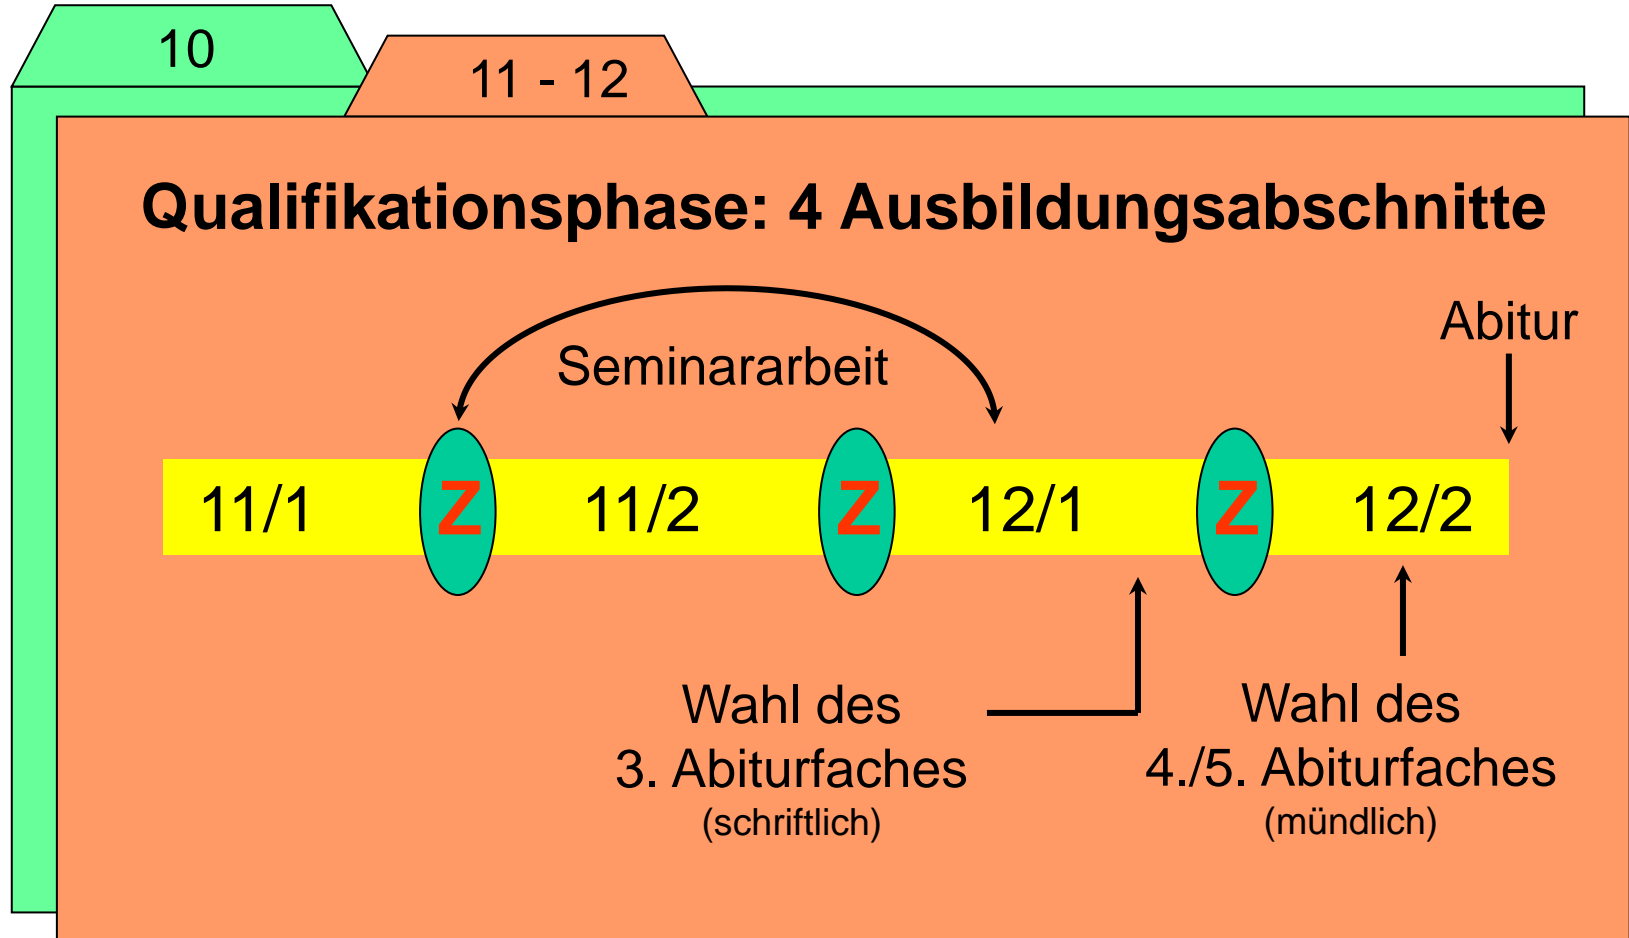 10
11 - 12
Qualifikationsphase: 4 Ausbildungsabschnitte
Abitur
Seminararbeit
11/1 Z 11/2 Z 12/1 Z 12/2
Wahl des
3. Abiturfaches
(schriftlich)
Wahl des
4./5. Abiturfaches
(mündlich)